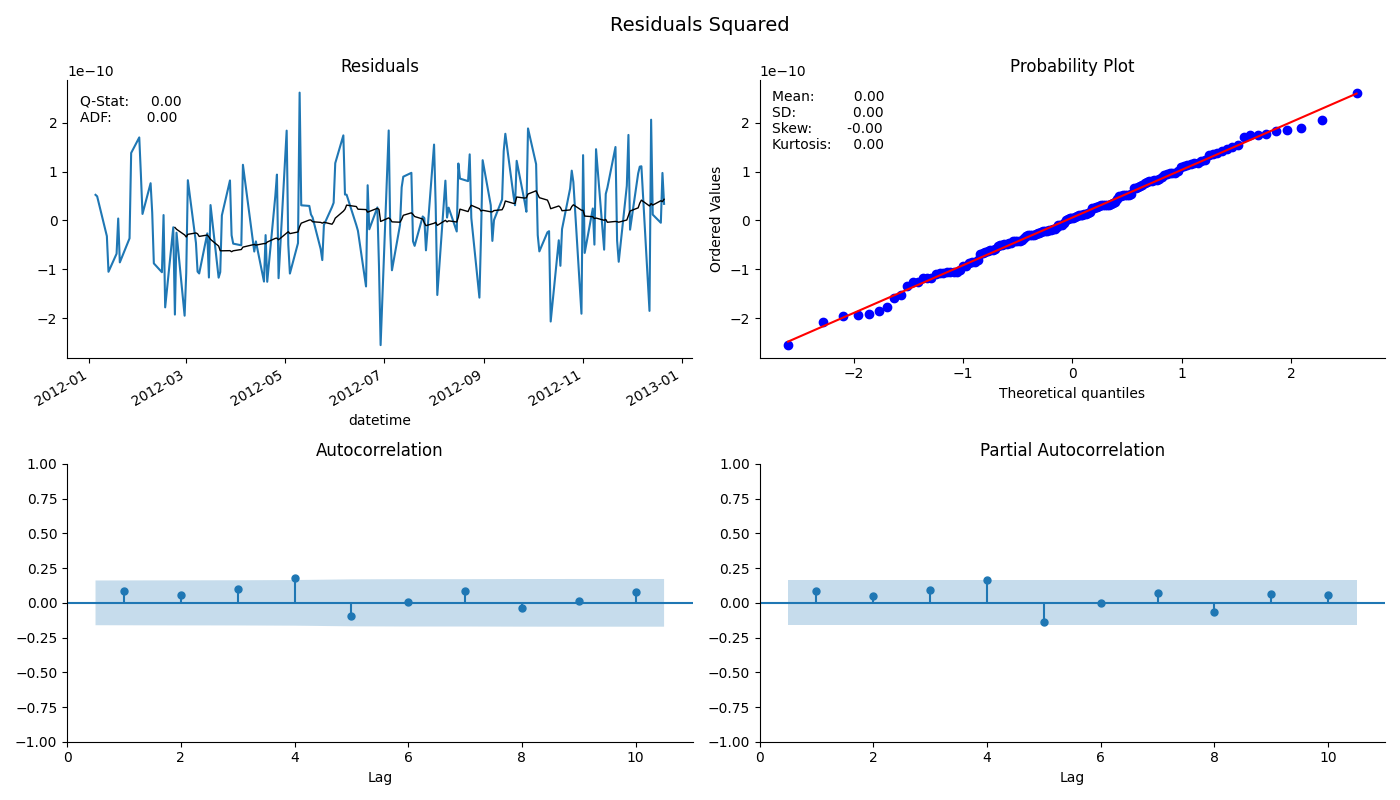 Residuals Squared
Residuals
1e−10
Q-Stat: 0.00
ADF: 0.00
2
1
0
−1
−2
2012-01
2012-03
2012-05
2012-07
2012-09
2012-11
2013-01
datetime
Probability Plot
1e−10
Mean: 0.00
SD: 0.00
Skew: -0.00
Kurtosis: 0.00
Ordered Values
2
1
0
−1
−2
−2
−1
0
1
2
Theoretical quantiles
Autocorrelation
1.00
0.75
0.50
0.25
0.00
−0.25
−0.50
−0.75
−1.00
0
2
4
6
8
10
Lag
Partial Autocorrelation
1.00
0.75
0.50
0.25
0.00
−0.25
−0.50
−0.75
−1.00
0
2
4
6
8
10
Lag